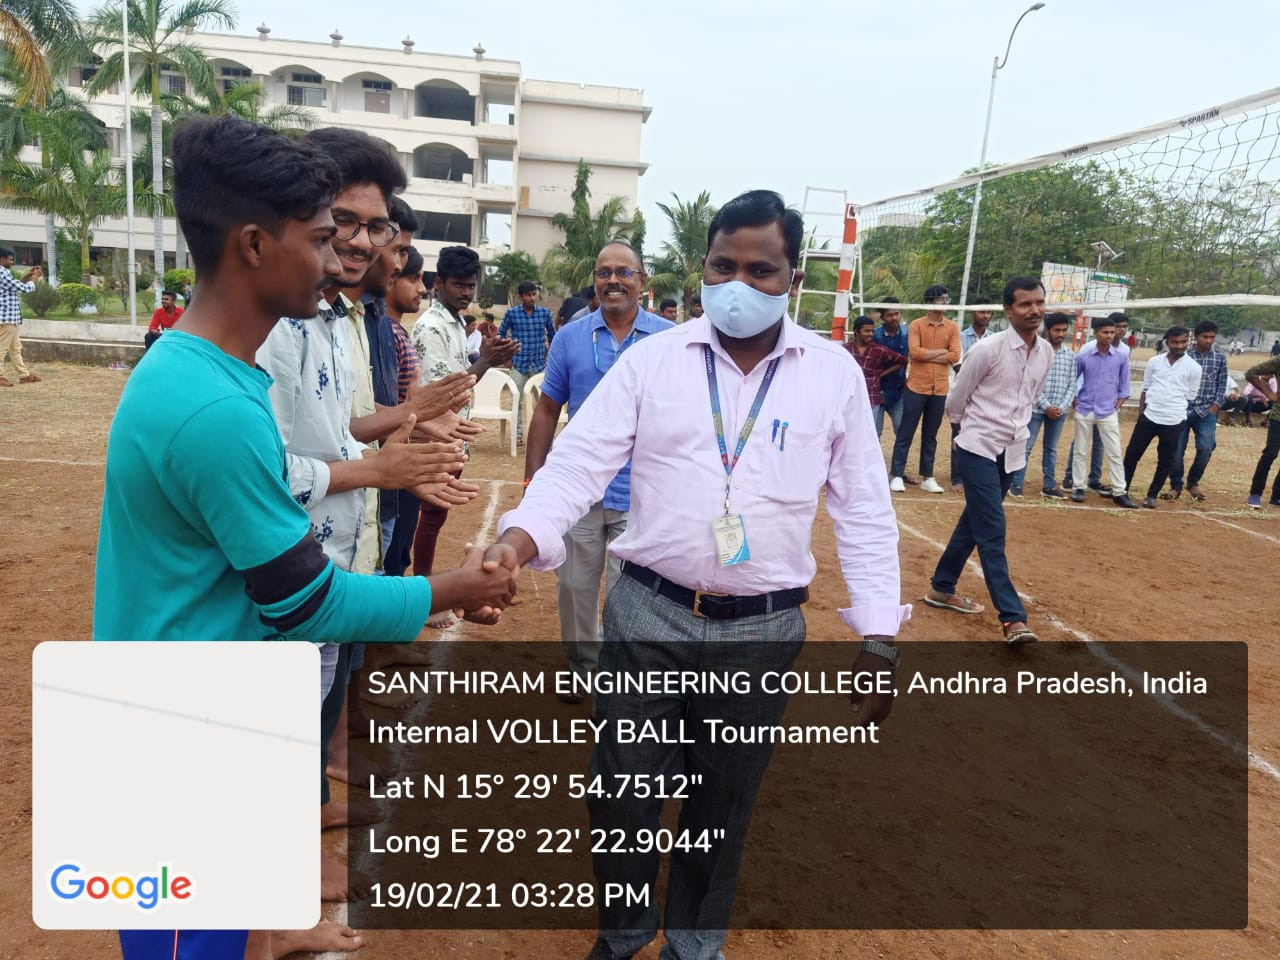 SPARTAN
SPARTAN
SANTHIRAM ENGINEERING COLLEGE, Andhra Pradesh, India
Internal VOLLEY BALL Tournament
Lat N 15° 29' 54.7512"
Long E 78° 22' 22.9044"
19/02/21 03:28 PM
Google